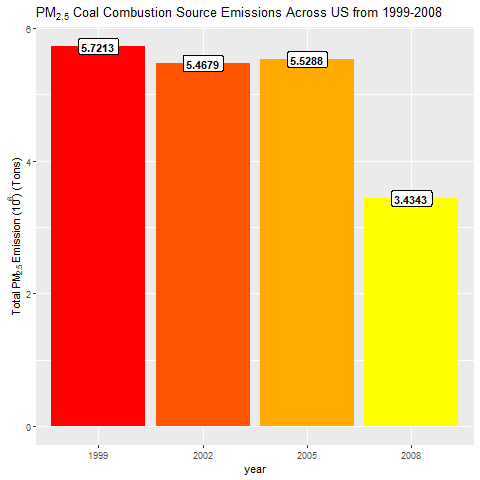 PM2.5 Coal Combustion Source Emissions Across US from 1999-2008
Total PM2.5 Emission (10^6) (Tons)
6
4
2
0
5.7213
5.4679
5.5288
3.4343
1999 2002 2005 2008
year